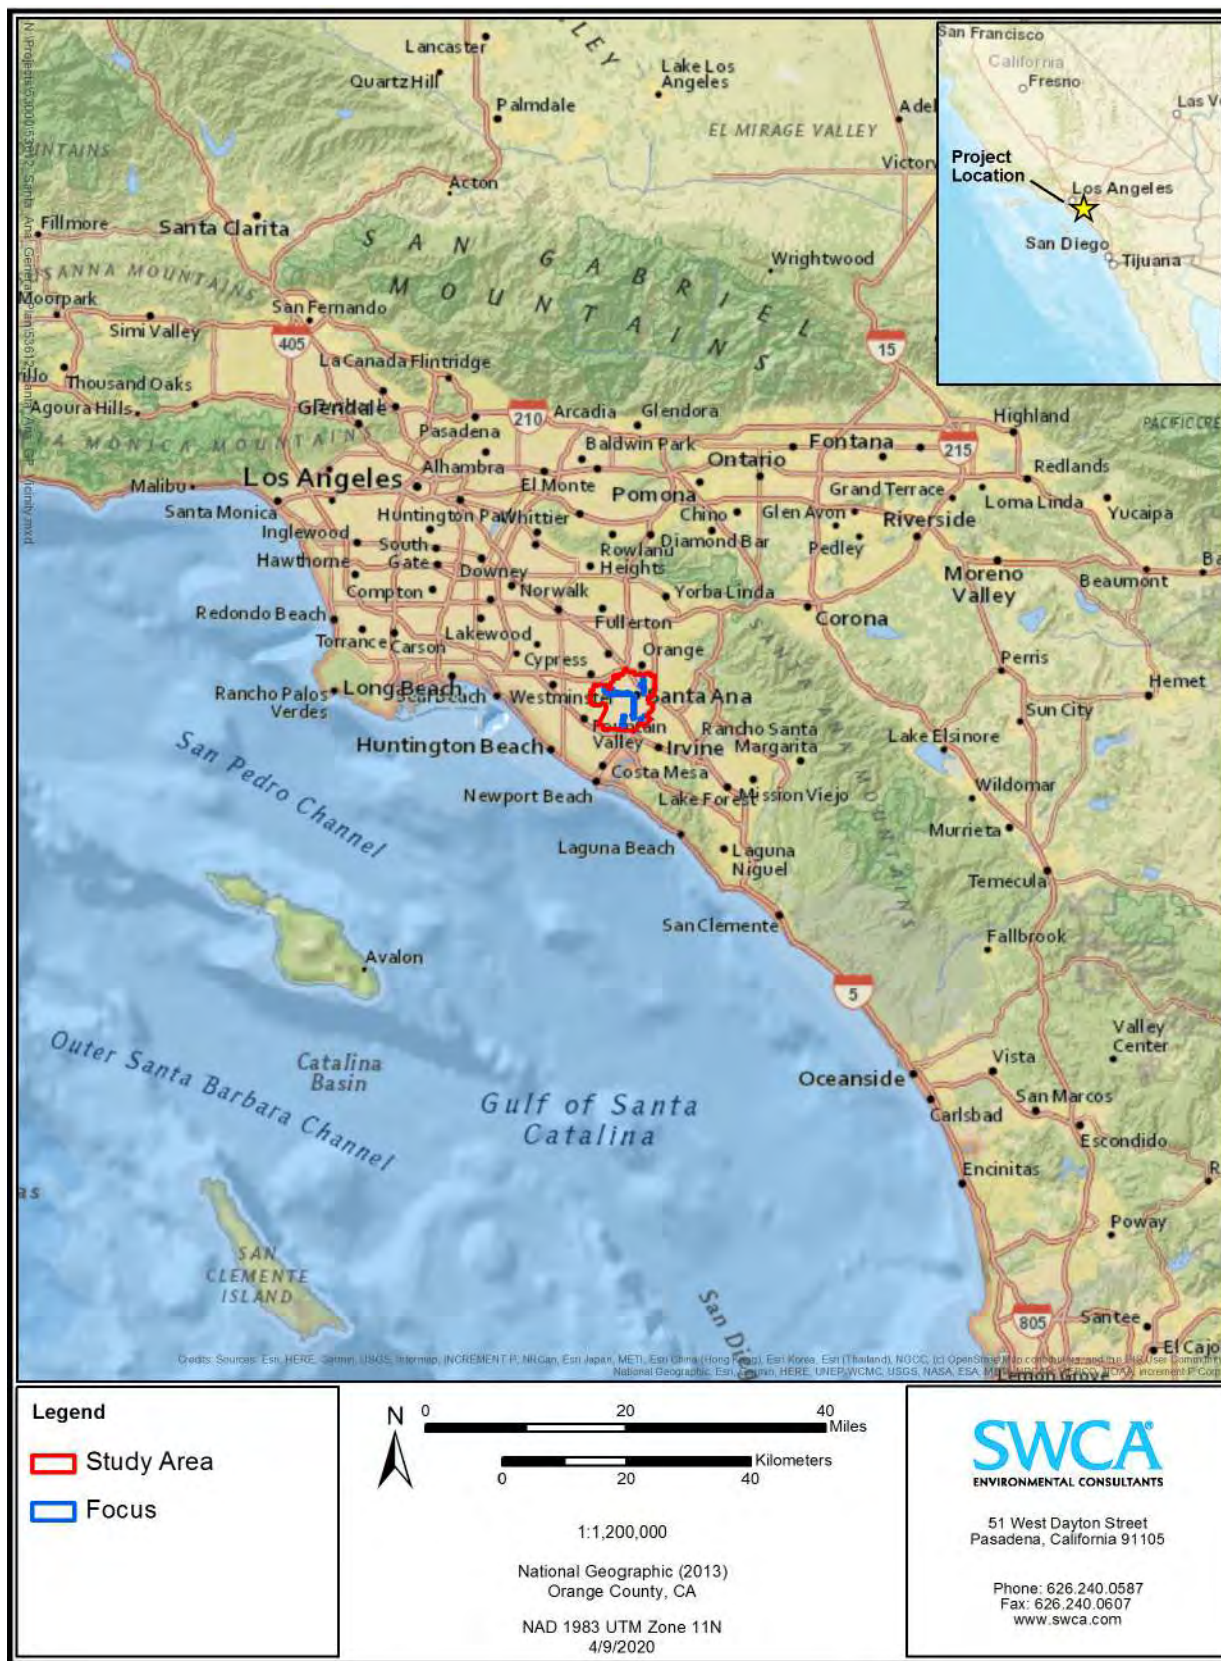 Lancaster
Quartz Hill
Palmdale
Lake Los
Angeles
EL MIRAGE VALLEY
Acton
Fillmore
Santa Clarita
SAN GABRIEL
MOUNTAINS
Wrightwood
Moorpark
Simi Valley
San Fernando
405
15
La Canada Flintridge
Thousand Oaks
Agoura Hills
Glendale
Pasadena
210
Arcadia
Glendora
Baldwin Park
Highland
Fontana
215
Ontario
Redlands
Los Angeles
Alhambra
El Monte
Pomona
Grand Terrace
Loma Linda
Yucaipa
Malibu
Santa Monica
Whittier
Chino
Glen Avon
Riverside
Inglewood
Hawthorne
South
Gate
Downey
Rowland
Heights
Diamond Bar
Pedley
Compton
Norwalk
Yorba Linda
Moreno
Valley
Beaumont
Redondo Beach
Fullerton
Corona
Torrance
Carson
Lakewood
Cypress
Orange
Perris
Rancho Palos
Verdes
Long Beach
Westminster
Santa Ana
Hemet
Sun City
Fountain
Valley
Huntington Beach
Irvine
Rancho Santa
Margarita
Lake Elsinore
SANTA ANA MOUNTAINS
Costa Mesa
Newport Beach
Lake Forest
Mission Viejo
Wildomar
Murrieta
San Pedro Channel
Laguna Beach
Laguna
Niguel
Temecula
San Clemente
Fallbrook
Avalon
5
Outer Santa Barbara Channel
Catalina
Basin
Valley
Center
Vista
Oceanside
Gulf of Santa
Catalina
Carlsbad
San Marcos
Escondido
Encinitas
Poway
SAN
CLEMENTE
ISLAND
805
Santee
San Francisco
California
Fresno
Project
Location
Los Angeles
San Diego
Tijuana
Legend
Study Area
Focus
N
0 20 40
Miles
Kilometers
0 20 40
1:1,200,000
National Geographic (2013)
Orange County, CA
NAD 1983 UTM Zone 11N
4/9/2020
SWCA®
ENVIRONMENTAL CONSULTANTS
51 West Dayton Street
Pasadena, California 91105
Phone: 626.240.0587
Fax: 626.240.0607
www.swca.com